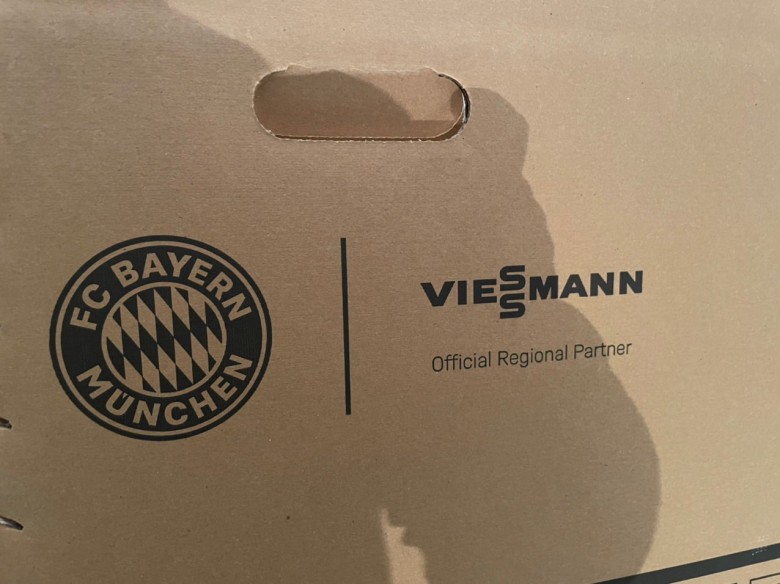 FC BAYERN
MÜNCHEN
VIESSMANN
Official Regional Partner